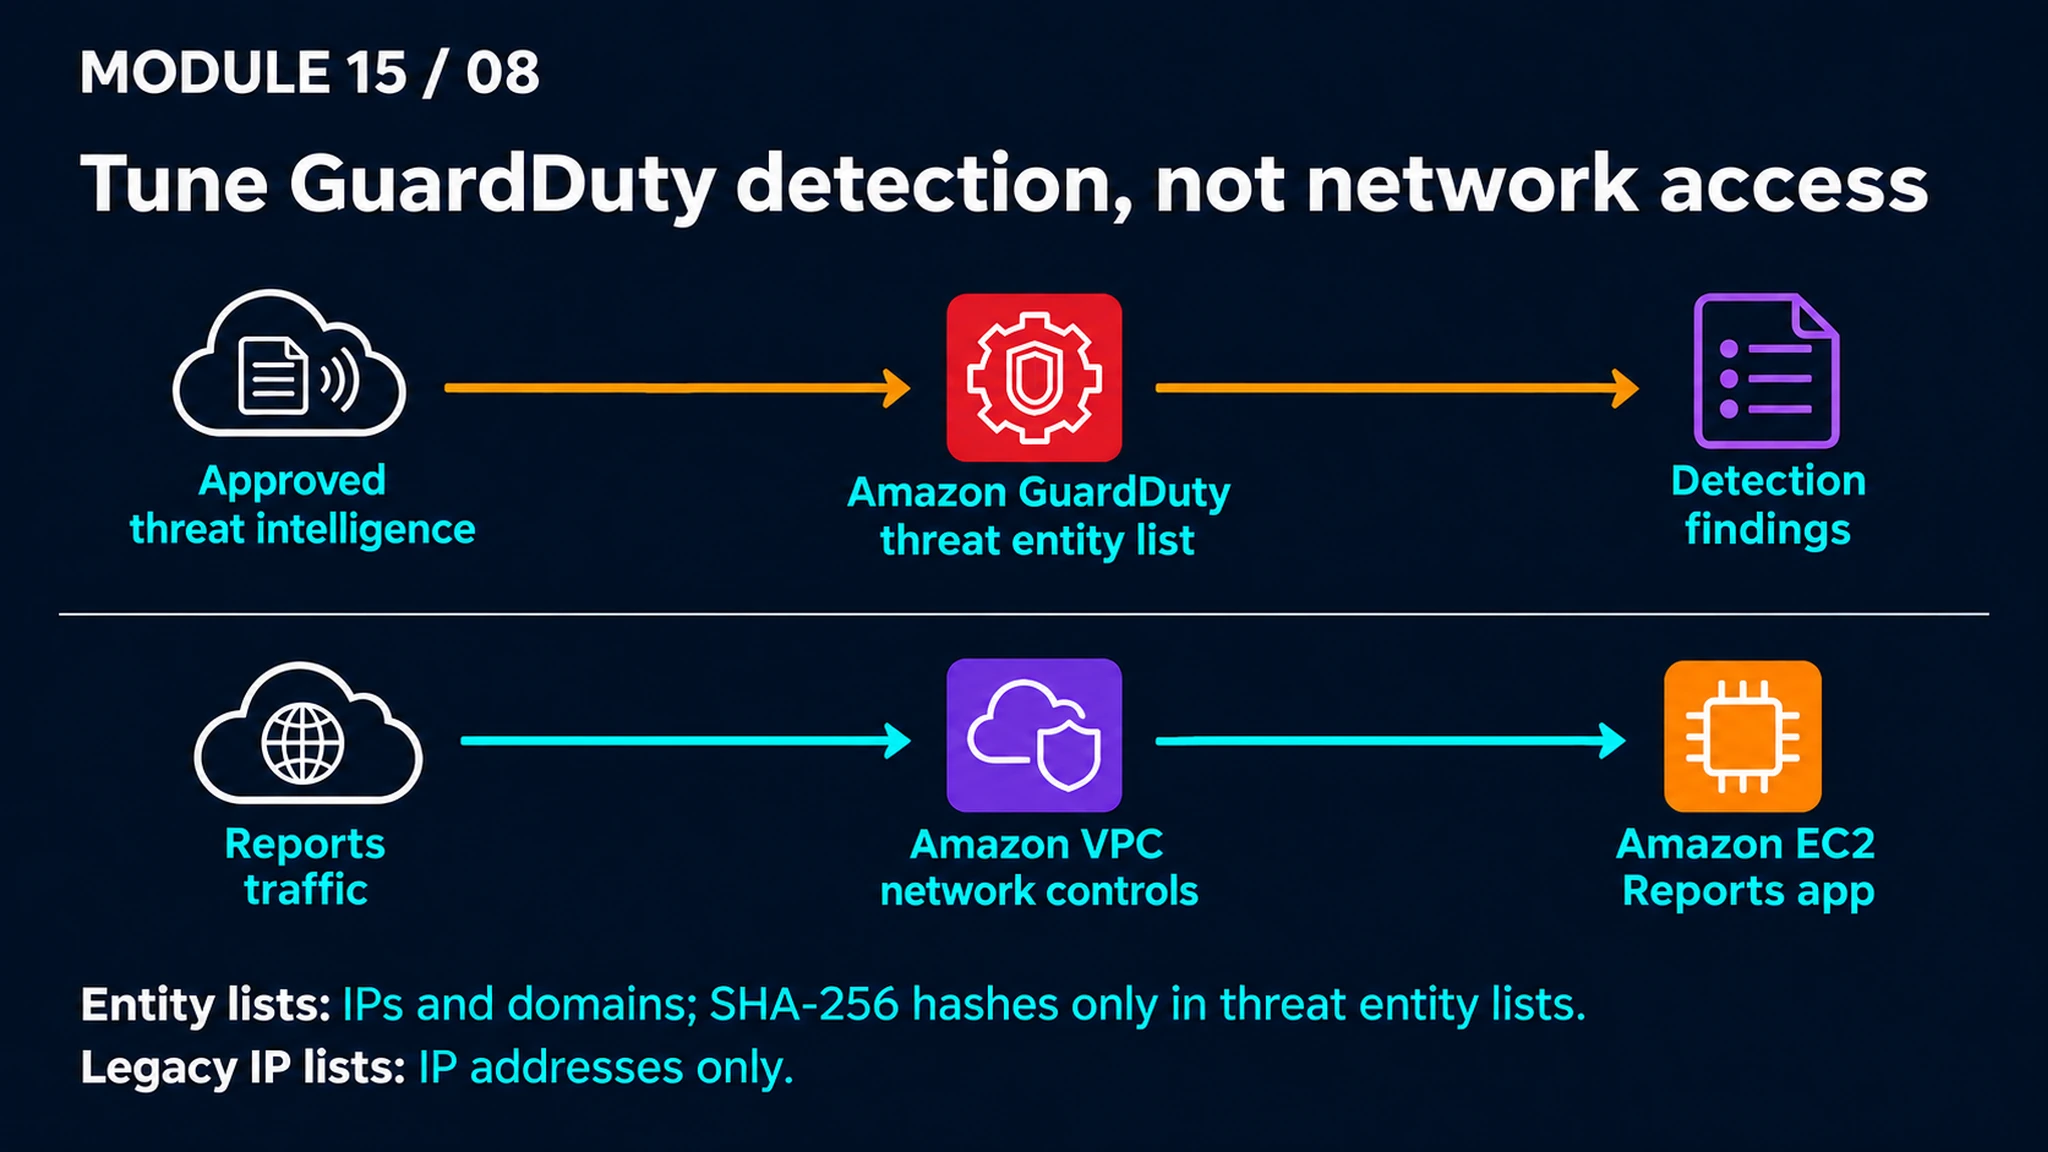 MODULE 15 / 08
Tune GuardDuty detection, not network access
Approved
threat intelligence
Amazon GuardDuty
threat entity list
Detection
findings
Reports
traffic
Amazon VPC
network controls
Amazon EC2
Reports app
Entity lists: IPs and domains; SHA-256 hashes only in threat entity lists.
Legacy IP lists: IP addresses only.